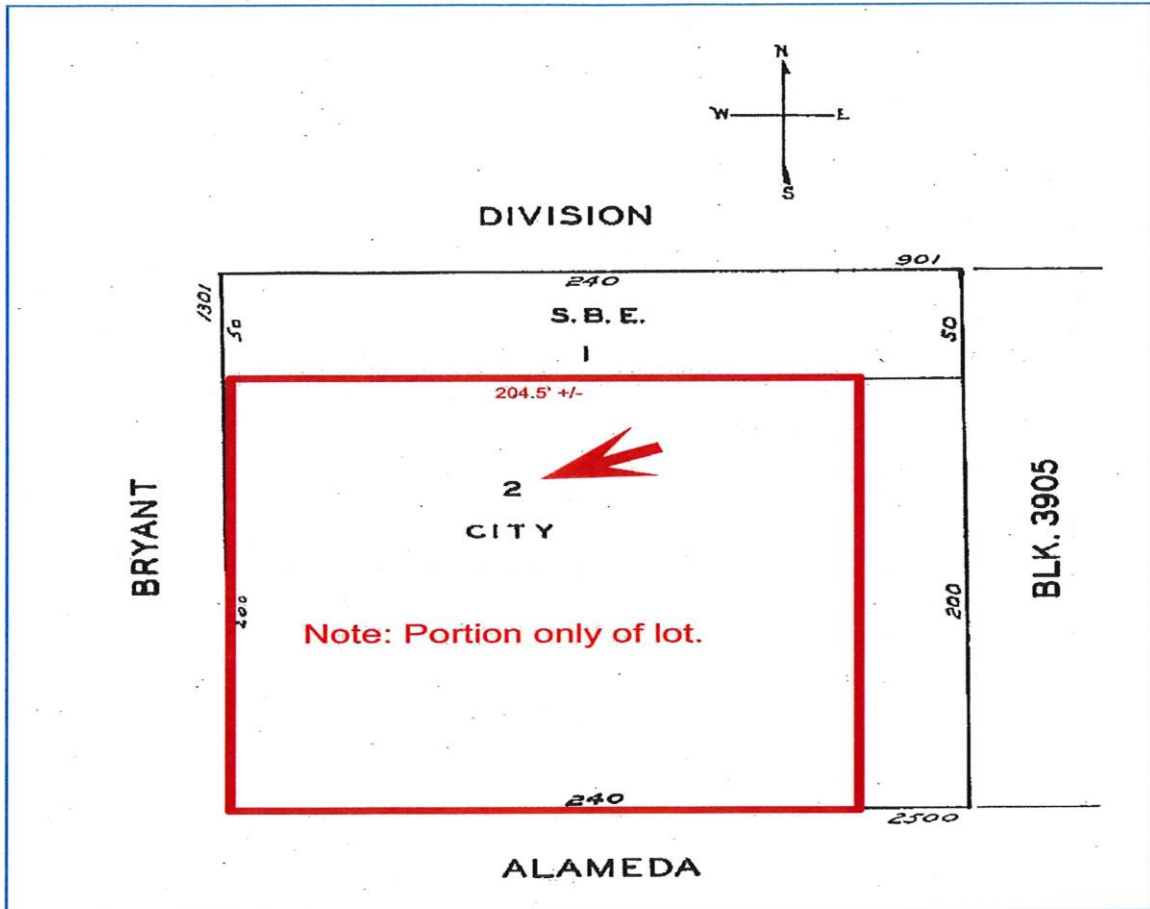 N
W E
S
DIVISION
901
1301
240
S. B. E.
50
50
1
204.5' +/-
2
CITY
BRYANT
BLK. 3905
200
200
Note: Portion only of lot.
240
2500
ALAMEDA